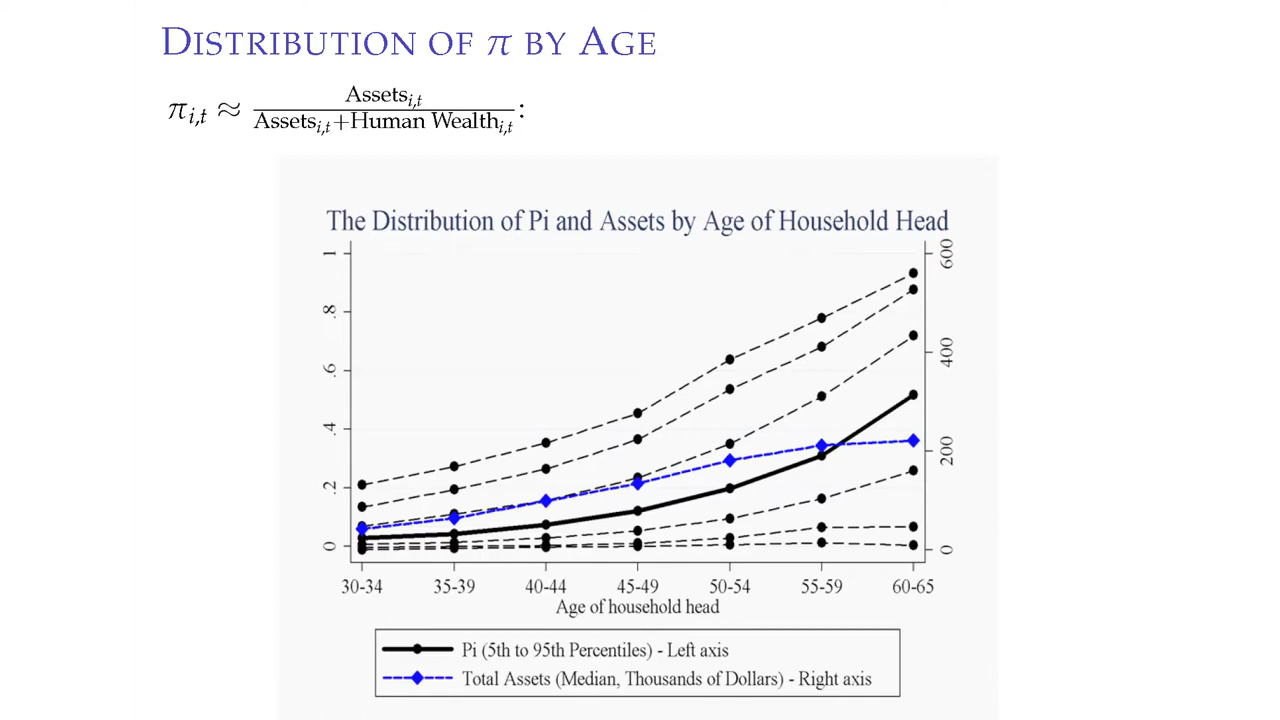 DISTRIBUTION OF π BY AGE
π_{i,t} ≈ Assets_{i,t} / (Assets_{i,t}+Human Wealth_{i,t}) :
The Distribution of Pi and Assets by Age of Household Head
1
.8
.6
.4
.2
0
600
400
200
0
30-34 35-39 40-44 45-49 50-54 55-59 60-65
Age of household head
Pi (5th to 95th Percentiles) - Left axis
Total Assets (Median, Thousands of Dollars) - Right axis